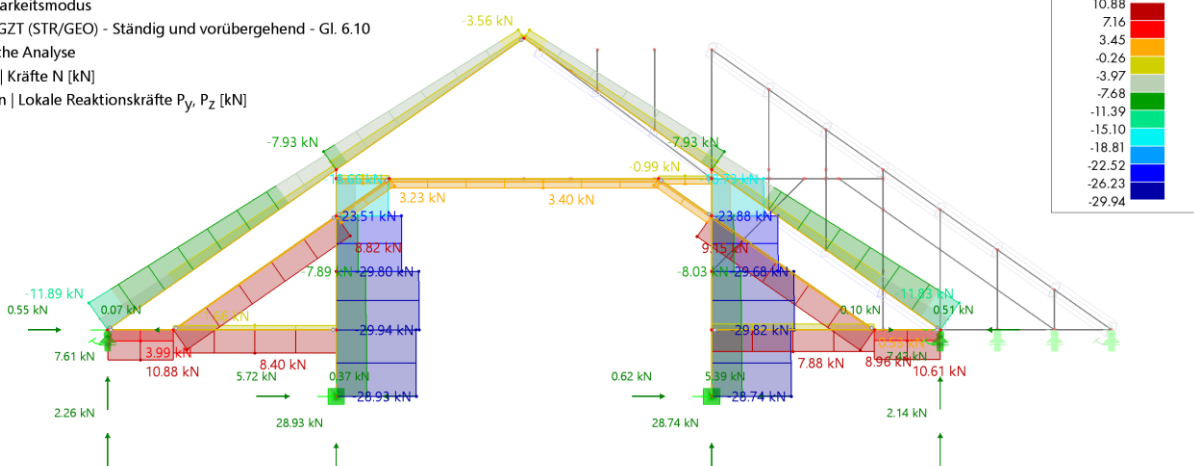 arkeitsmodus
GZT (STR/GEO) - Ständig und vorübergehend - Gl. 6.10
che Analyse
| Kräfte N [kN]
n | Lokale Reaktionskräfte Py, Pz [kN]
10.88
7.16
3.45
-0.26
-3.97
-7.68
-11.39
-15.10
-18.81
-22.52
-26.23
-29.94
-3.56 kN
-7.93 kN
-7.93 kN
-0.99 kN
3.23 kN
3.40 kN
-23.51 kN
-23.88 kN
8.82 kN
9.15 kN
-7.89 kN
-29.80 kN
-8.03 kN
-29.68 kN
-11.89 kN
-11.83 kN
0.55 kN
0.07 kN
0.10 kN
0.51 kN
-29.94 kN
-29.82 kN
7.61 kN
3.99 kN
7.43 kN
10.88 kN
8.40 kN
7.88 kN
8.96 kN
10.61 kN
5.72 kN
0.37 kN
0.62 kN
5.39 kN
-28.93 kN
-28.74 kN
2.26 kN
28.93 kN
28.74 kN
2.14 kN